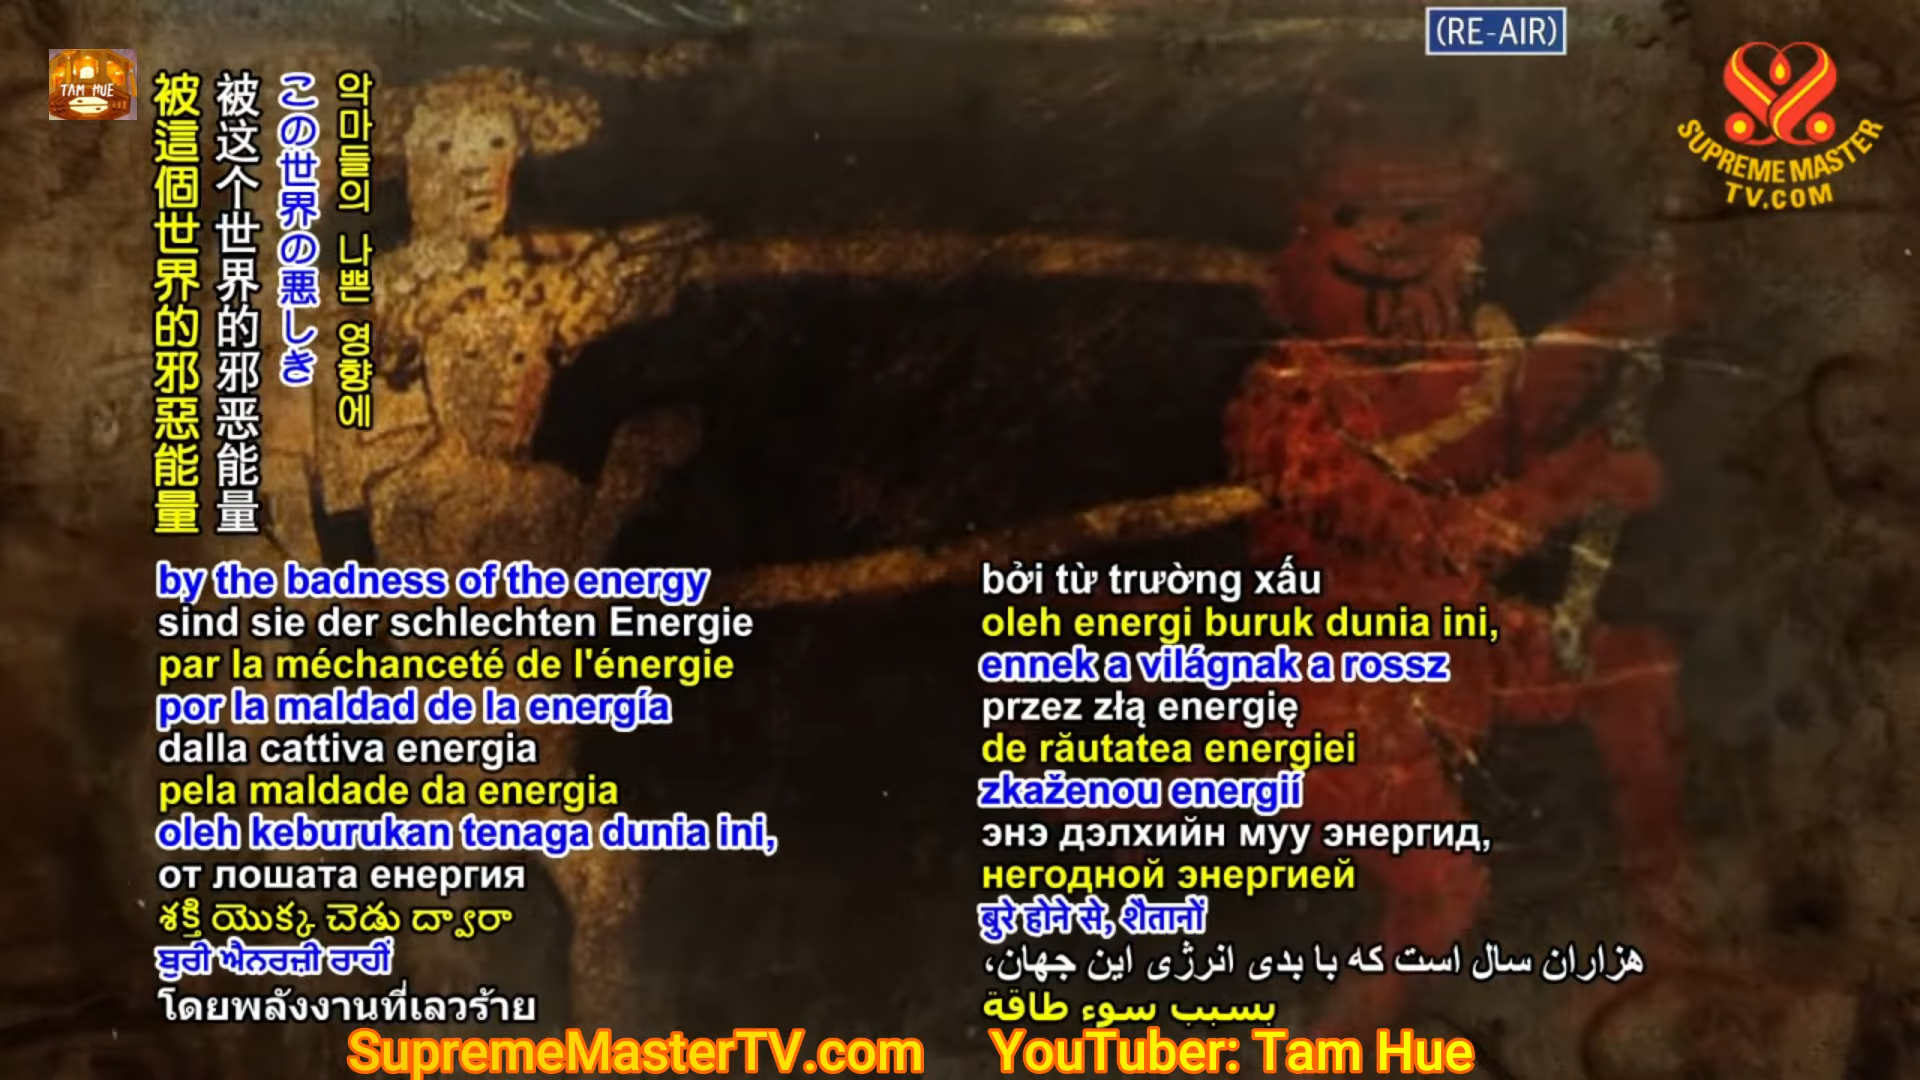 (RE-AIR)
TAM HUE
SUPREME MASTER
TV.COM
被這個世界的邪惡能量
被这个世界的邪恶能量
この世界の悪しき
악마들의 나쁜 영향에
by the badness of the energy
sind sie der schlechten Energie
par la méchanceté de l'énergie
por la maldad de la energía
dalla cattiva energia
pela maldade da energia
oleh keburukan tenaga dunia ini,
от лошата енергия
శక్తి యొక్క చెడు ద్వారా
ਬੁਰੀ ਐਨਰਜ਼ੀ ਰਾਹੀਂ
โดยพลังงานที่เลวร้าย
bởi từ trường xấu
oleh energi buruk dunia ini,
ennek a világnak a rossz
przez złą energię
de răutatea energiei
zkaženou energií
энэ дэлхийн муу энергид,
негодной энергией
बुरे होने से, शैतानों
هزاران سال است که با بدی انرژی این جهان،
بسبب سوء طاقة
SupremeMasterTV.com
YouTuber: Tam Hue